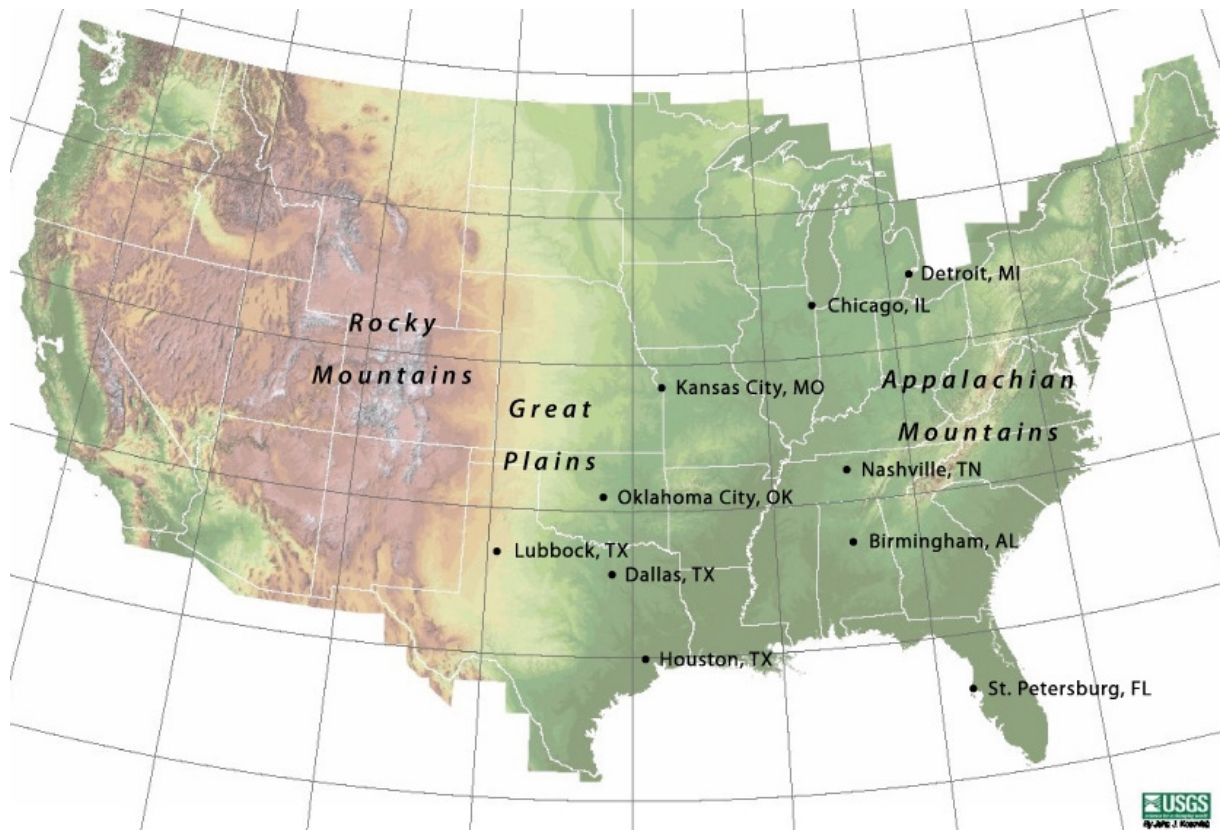 Detroit, MI
Chicago, IL
Rocky
Mountains
Kansas City, MO
Appalachian
Mountains
Great
Plains
Nashville, TN
Oklahoma City, OK
Birmingham, AL
Lubbock, TX
Dallas, TX
Houston, TX
St. Petersburg, FL
USGS